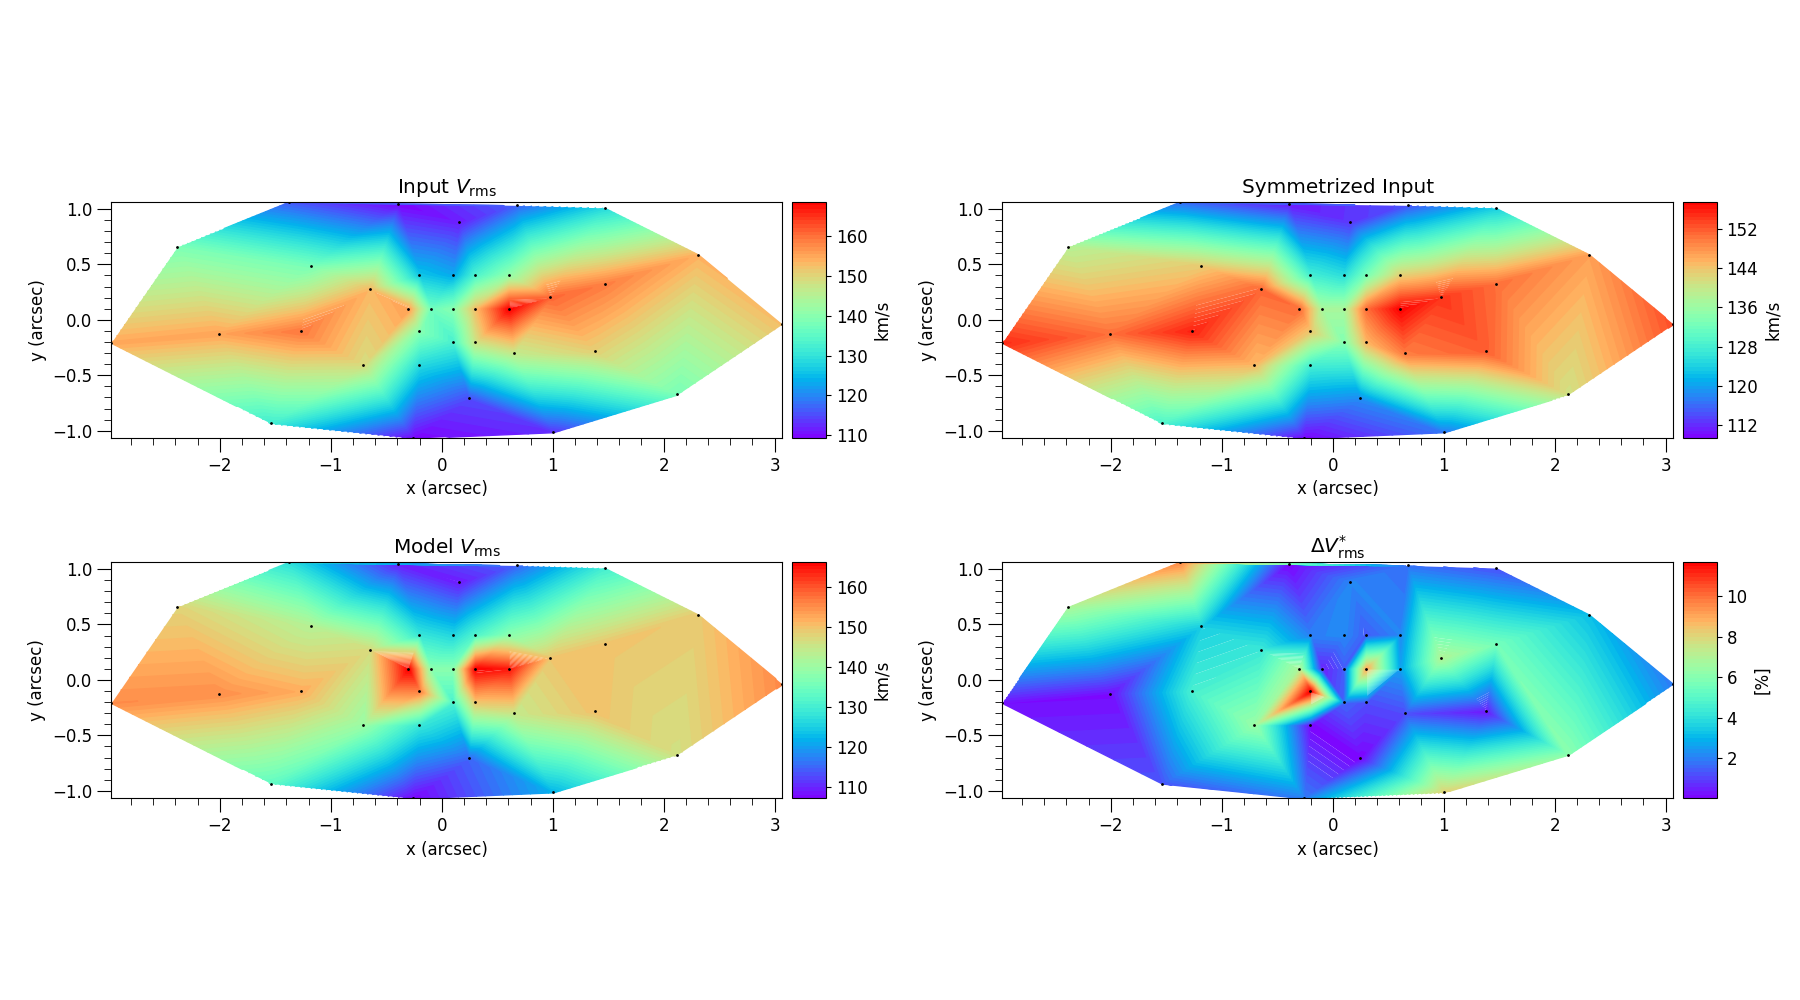 Input Vrms
1.0
0.5
0.0
−0.5
−1.0
y (arcsec)
−2 −1 0 1 2 3
x (arcsec)
160
150
140
130
120
110
km/s
Symmetrized Input
1.0
0.5
0.0
−0.5
−1.0
y (arcsec)
−2 −1 0 1 2 3
x (arcsec)
152
144
136
128
120
112
km/s
Model Vrms
1.0
0.5
0.0
−0.5
−1.0
y (arcsec)
−2 −1 0 1 2 3
x (arcsec)
160
150
140
130
120
110
km/s
ΔV*rms
1.0
0.5
0.0
−0.5
−1.0
y (arcsec)
−2 −1 0 1 2 3
x (arcsec)
10
8
6
4
2
[%]